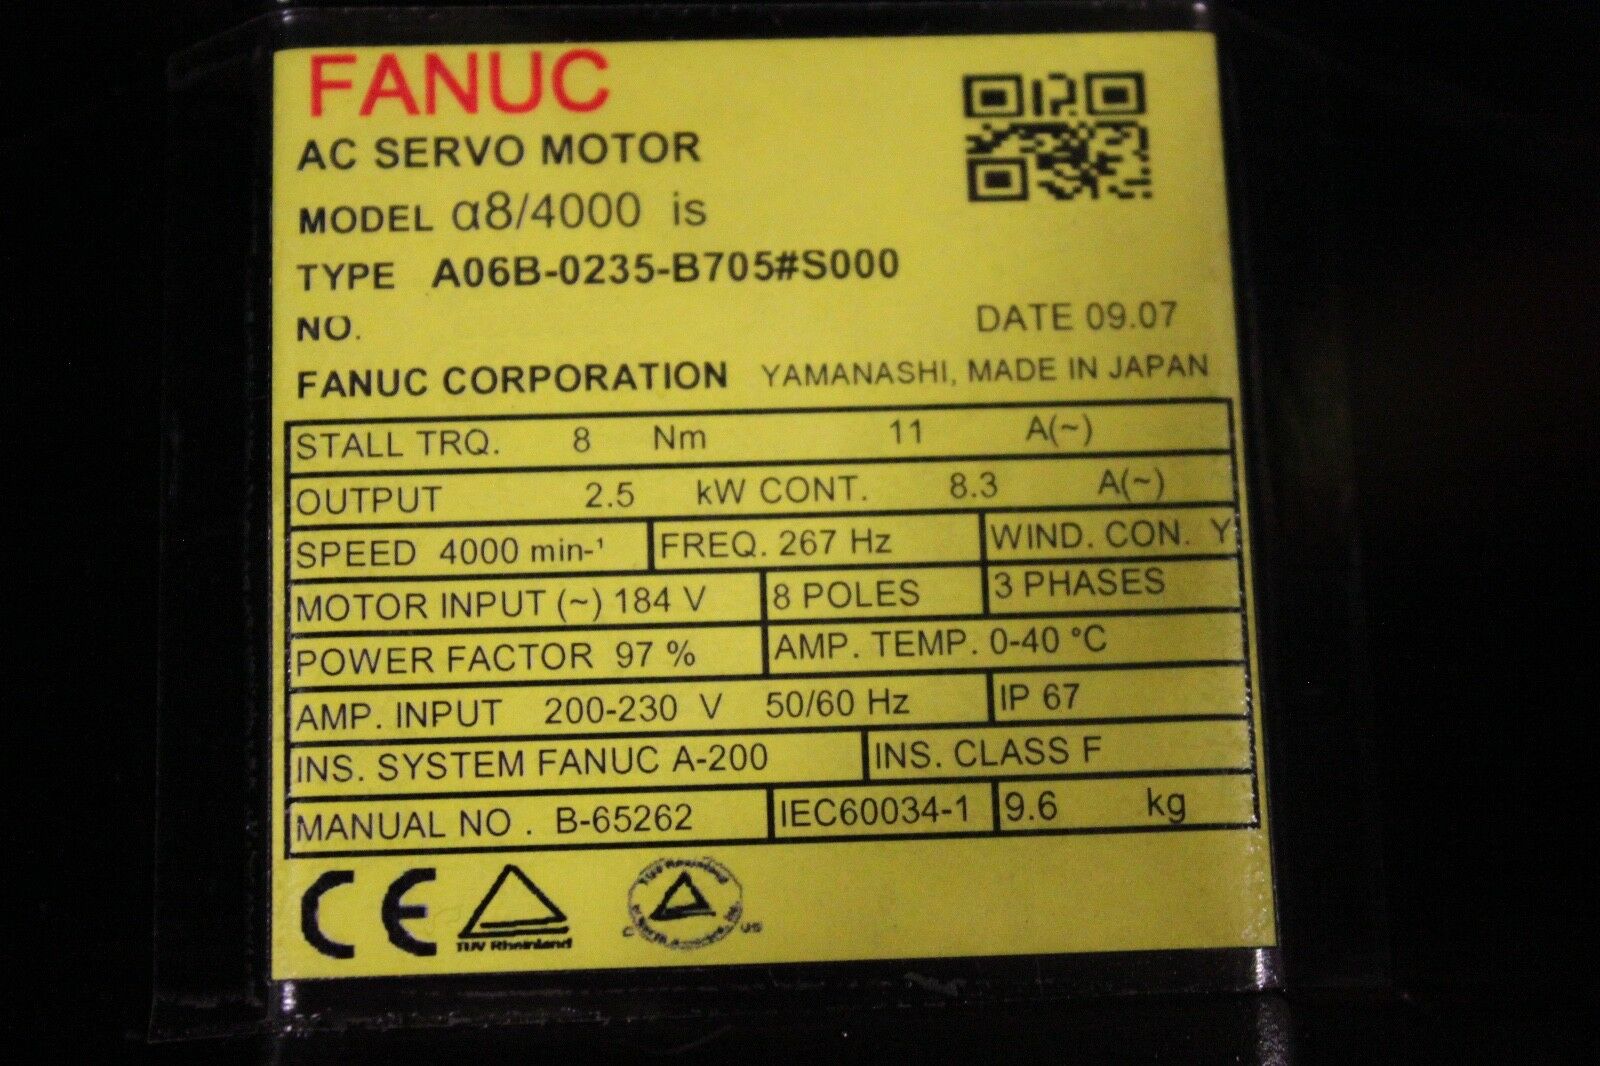 FANUC
AC SERVO MOTOR
MODEL α8/4000 is
TYPE A06B-0235-B705#S000
NO. DATE 09.07
FANUC CORPORATION YAMANASHI, MADE IN JAPAN
STALL TRQ. 8 Nm 11 A(~)
OUTPUT 2.5 kW CONT. 8.3 A(~)
SPEED 4000 min-¹ FREQ. 267 Hz WIND. CON. Y
MOTOR INPUT (~) 184 V 8 POLES 3 PHASES
POWER FACTOR 97 % AMP. TEMP. 0-40 °C
AMP. INPUT 200-230 V 50/60 Hz IP 67
INS. SYSTEM FANUC A-200 INS. CLASS F
MANUAL NO . B-65262 IEC60034-1 9.6 kg
CE TUV Rheinland
TUV Rheinland
C US